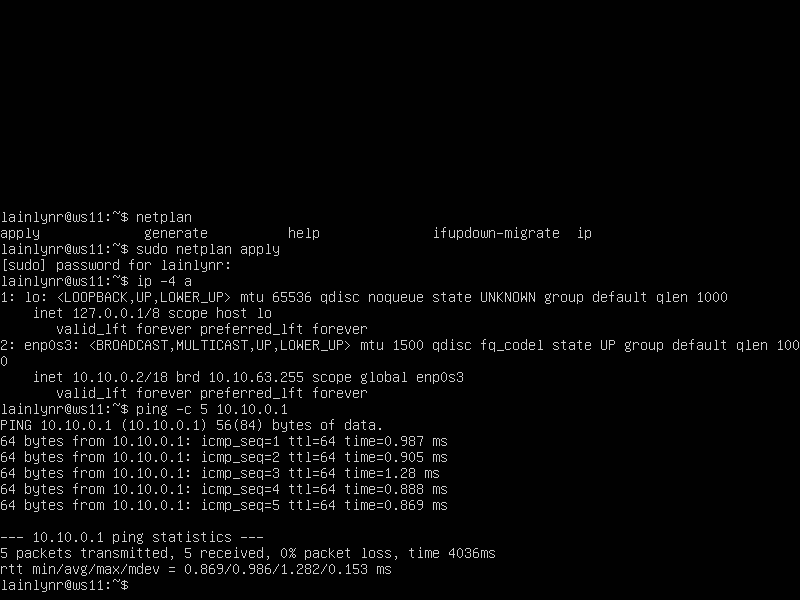 lainlynr@ws11:~$ netplan
apply             generate          help              ifupdown-migrate  ip
lainlynr@ws11:~$ sudo netplan apply
[sudo] password for lainlynr:
lainlynr@ws11:~$ ip -4 a
1: lo: <LOOPBACK,UP,LOWER_UP> mtu 65536 qdisc noqueue state UNKNOWN group default qlen 1000
    inet 127.0.0.1/8 scope host lo
       valid_lft forever preferred_lft forever
2: enp0s3: <BROADCAST,MULTICAST,UP,LOWER_UP> mtu 1500 qdisc fq_codel state UP group default qlen 100
0
    inet 10.10.0.2/18 brd 10.10.63.255 scope global enp0s3
       valid_lft forever preferred_lft forever
lainlynr@ws11:~$ ping -c 5 10.10.0.1
PING 10.10.0.1 (10.10.0.1) 56(84) bytes of data.
64 bytes from 10.10.0.1: icmp_seq=1 ttl=64 time=0.987 ms
64 bytes from 10.10.0.1: icmp_seq=2 ttl=64 time=0.905 ms
64 bytes from 10.10.0.1: icmp_seq=3 ttl=64 time=1.28 ms
64 bytes from 10.10.0.1: icmp_seq=4 ttl=64 time=0.888 ms
64 bytes from 10.10.0.1: icmp_seq=5 ttl=64 time=0.869 ms

--- 10.10.0.1 ping statistics ---
5 packets transmitted, 5 received, 0% packet loss, time 4036ms
rtt min/avg/max/mdev = 0.869/0.986/1.282/0.153 ms
lainlynr@ws11:~$